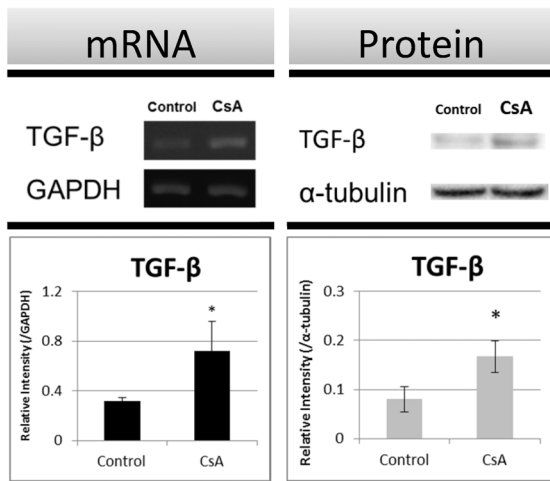 mRNA
Control CsA
TGF-β
GAPDH
TGF-β
Relative Intensity(/GAPDH)
1.2
0.8
0.4
0
*
Control CsA
Protein
Control CsA
TGF-β
α-tubulin
TGF-β
Relative Intensity(/α-tubulin)
0.3
0.2
0.1
0
*
Control CsA